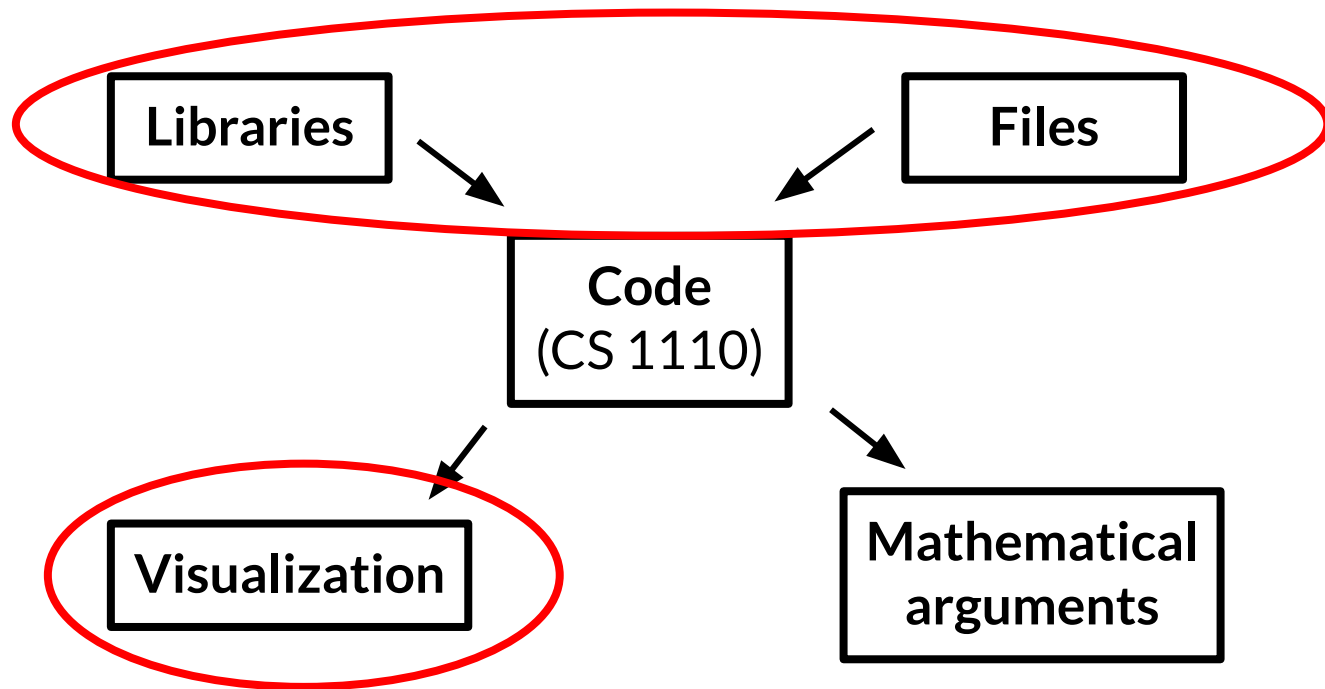 Libraries
Files
Code
(CS 1110)
Visualization
Mathematical
arguments